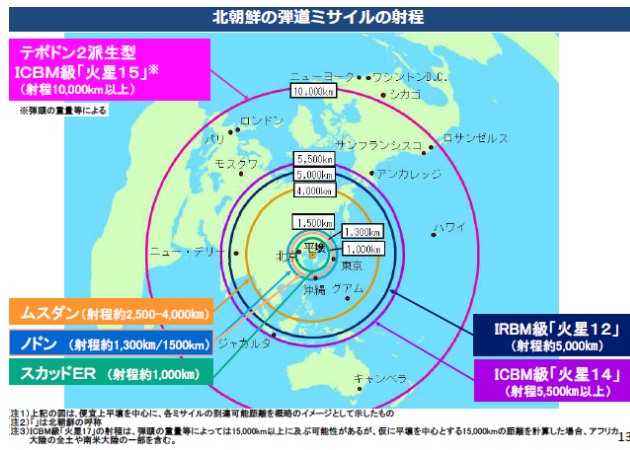 北朝鮮の弾道ミサイルの射程
テポドン2派生型
ICBM級「火星15」※
(射程10,000km以上)
※弾頭の重量等による
ニューヨーク
ワシントンD.C.
シカゴ
10,000km
ロンドン
パリ
モスクワ
サンフランシスコ
ロサンゼルス
アンカレッジ
5,500km
5,000km
4,000km
1,500km
1,300km
1,000km
ハワイ
ニュー・デリー
北京
平壌
東京
沖縄
グアム
ムスダン(射程約2,500-4,000km)
ノドン (射程約1,300km/1500km)
スカッドER (射程約1,000km)
ジャカルタ
キャンベラ
IRBM級「火星12」
(射程約5,000km)
ICBM級「火星14」
(射程5,500km以上)
注1)上記の図は、便宜上平壌を中心に、各ミサイルの到達可能距離を概略のイメージとして示したもの
注2)「」は北朝鮮の呼称
注3)ICBM級「火星17」の射程は、弾頭の重量等によっては15,000km以上に及ぶ可能性があるが、仮に平壌を中心とする15,000kmの距離を計算した場合、アフリカ
大陸の全土や南米大陸の一部を含む。
13